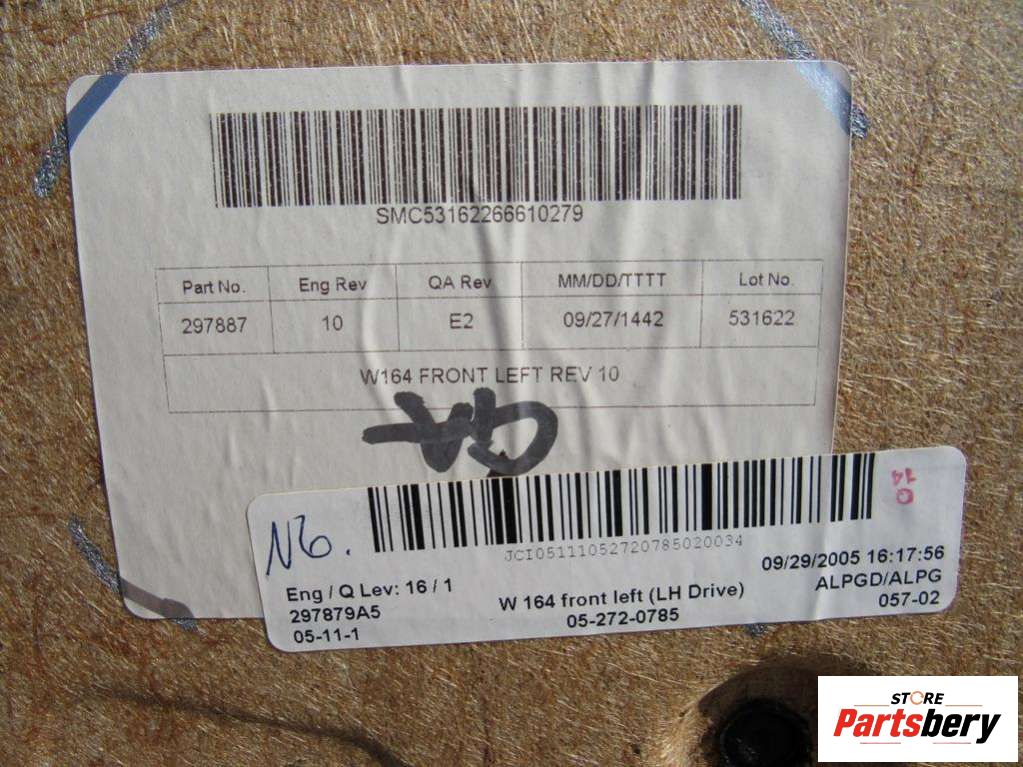 SMC53162266610279
Part No. Eng Rev QA Rev MM/DD/TTTT Lot No.
297887 10 E2 09/27/1442 531622
W164 FRONT LEFT REV 10
QA
N6.
JCI05111052720785020034
Q
14
09/29/2005 16:17:56
Eng / Q Lev: 16 / 1
W 164 front left (LH Drive)
ALPGD/ALPG
297879A5
05-272-0785
057-02
05-11-1
STORE
Partsbery